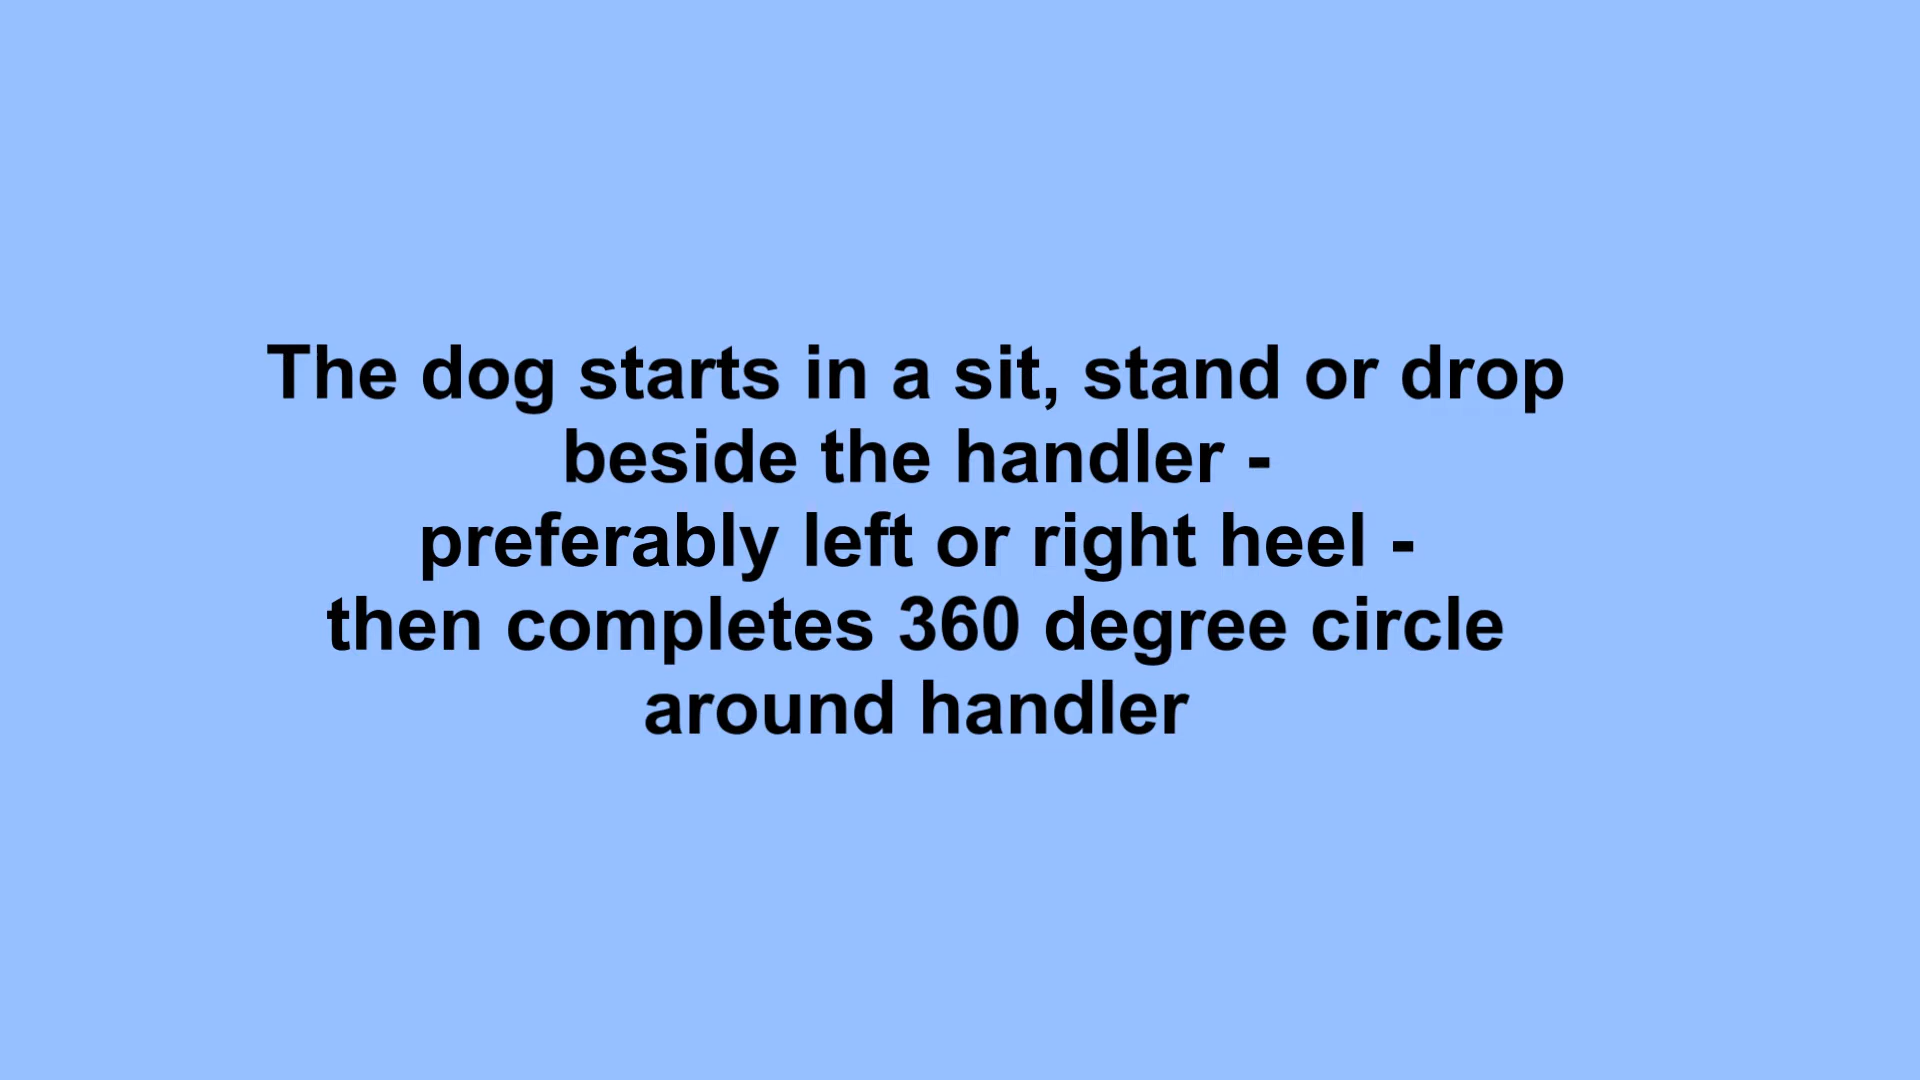 The dog starts in a sit, stand or drop
beside the handler -
preferably left or right heel -
then completes 360 degree circle
around handler